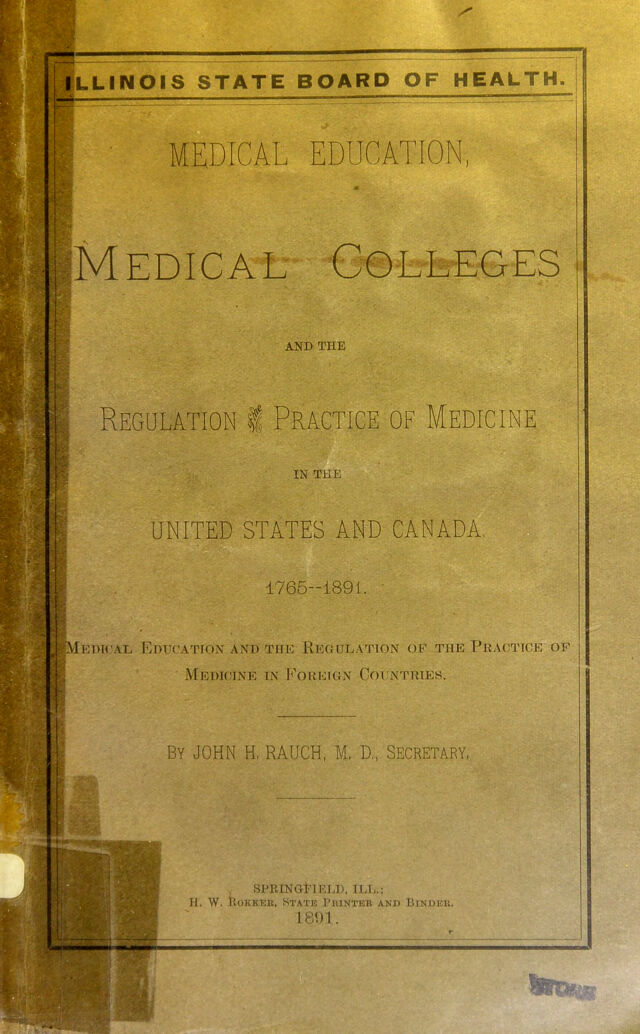 ILLINOIS STATE BOARD OF HEALTH.
MEDICAL EDUCATION,
MEDICAL COLLEGES
AND THE
REGULATION PRACTICE OF MEDICINE
IN THE
UNITED STATES AND CANADA.
1765--1891.
MEDICAL EDUCATION AND THE REGULATION OF THE PRACTICE OF
MEDICINE IN FOREIGN COUNTRIES.
BY JOHN H. RAUCH, M. D., SECRETARY.
SPRINGFIELD, ILL.:
H. W. ROKKER, STATE PRINTER AND BINDER.
1891.